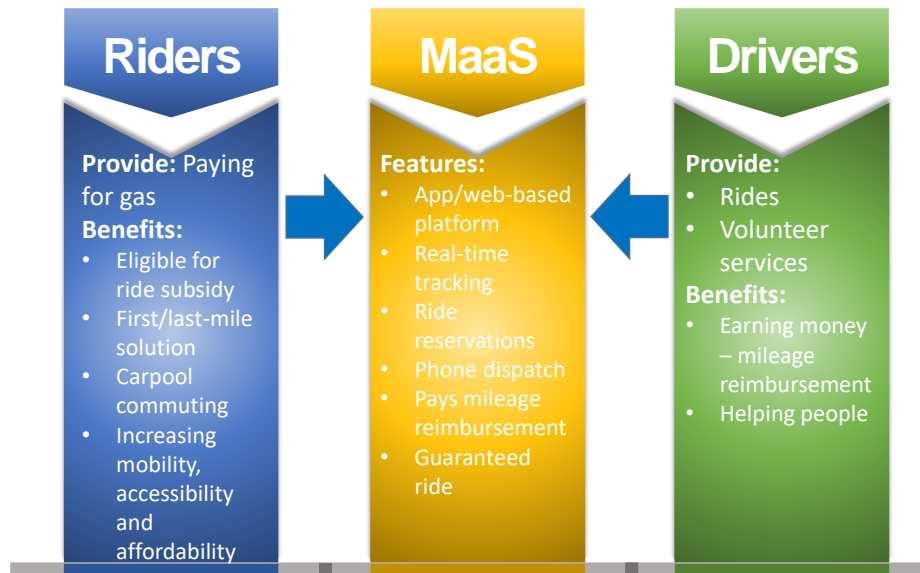 Riders
Provide: Paying
for gas
Benefits:
• Eligible for
ride subsidy
• First/last-mile
solution
• Carpool
commuting
• Increasing
mobility,
accessibility
and
affordability
MaaS
Features:
• App/web-based
platform
• Real-time
tracking
• Ride
reservations
• Phone dispatch
• Pays mileage
reimbursement
• Guaranteed
ride
Drivers
Provide:
• Rides
• Volunteer
services
Benefits:
• Earning money
– mileage
reimbursement
• Helping people